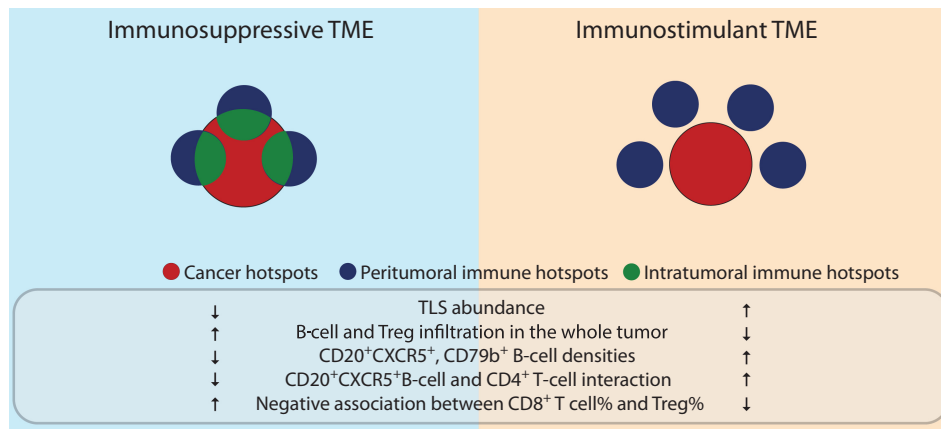 Immunosuppressive TME
Immunostimulant TME
Cancer hotspots Peritumoral immune hotspots Intratumoral immune hotspots
↓ TLS abundance ↑
↑ B-cell and Treg infiltration in the whole tumor ↓
↓ CD20⁺CXCR5⁺, CD79b⁺ B-cell densities ↑
↓ CD20⁺CXCR5⁺B-cell and CD4⁺ T-cell interaction ↑
↑ Negative association between CD8⁺ T cell% and Treg% ↓